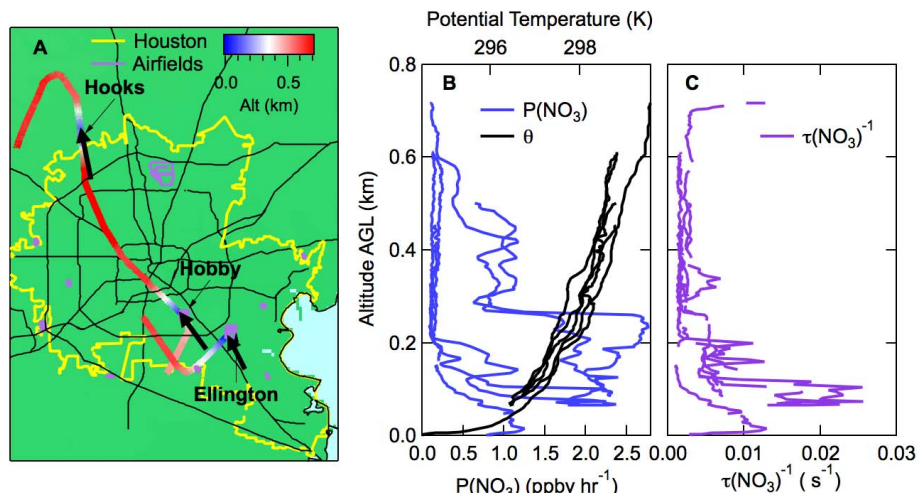 A
Houston
Airfields
0.0
0.6
Alt (km)
Hooks
Hobby
Ellington
Potential Temperature (K)
296
298
B
P(NO₃)
θ
0.8
0.6
0.4
0.2
0.0
Altitude AGL (km)
0.0 0.5 1.0 1.5 2.0 2.5
P(NO₃) (ppbv hr⁻¹)
C
τ(NO₃)⁻¹
0.00 0.01 0.02 0.03
τ(NO₃)⁻¹ ( s⁻¹)